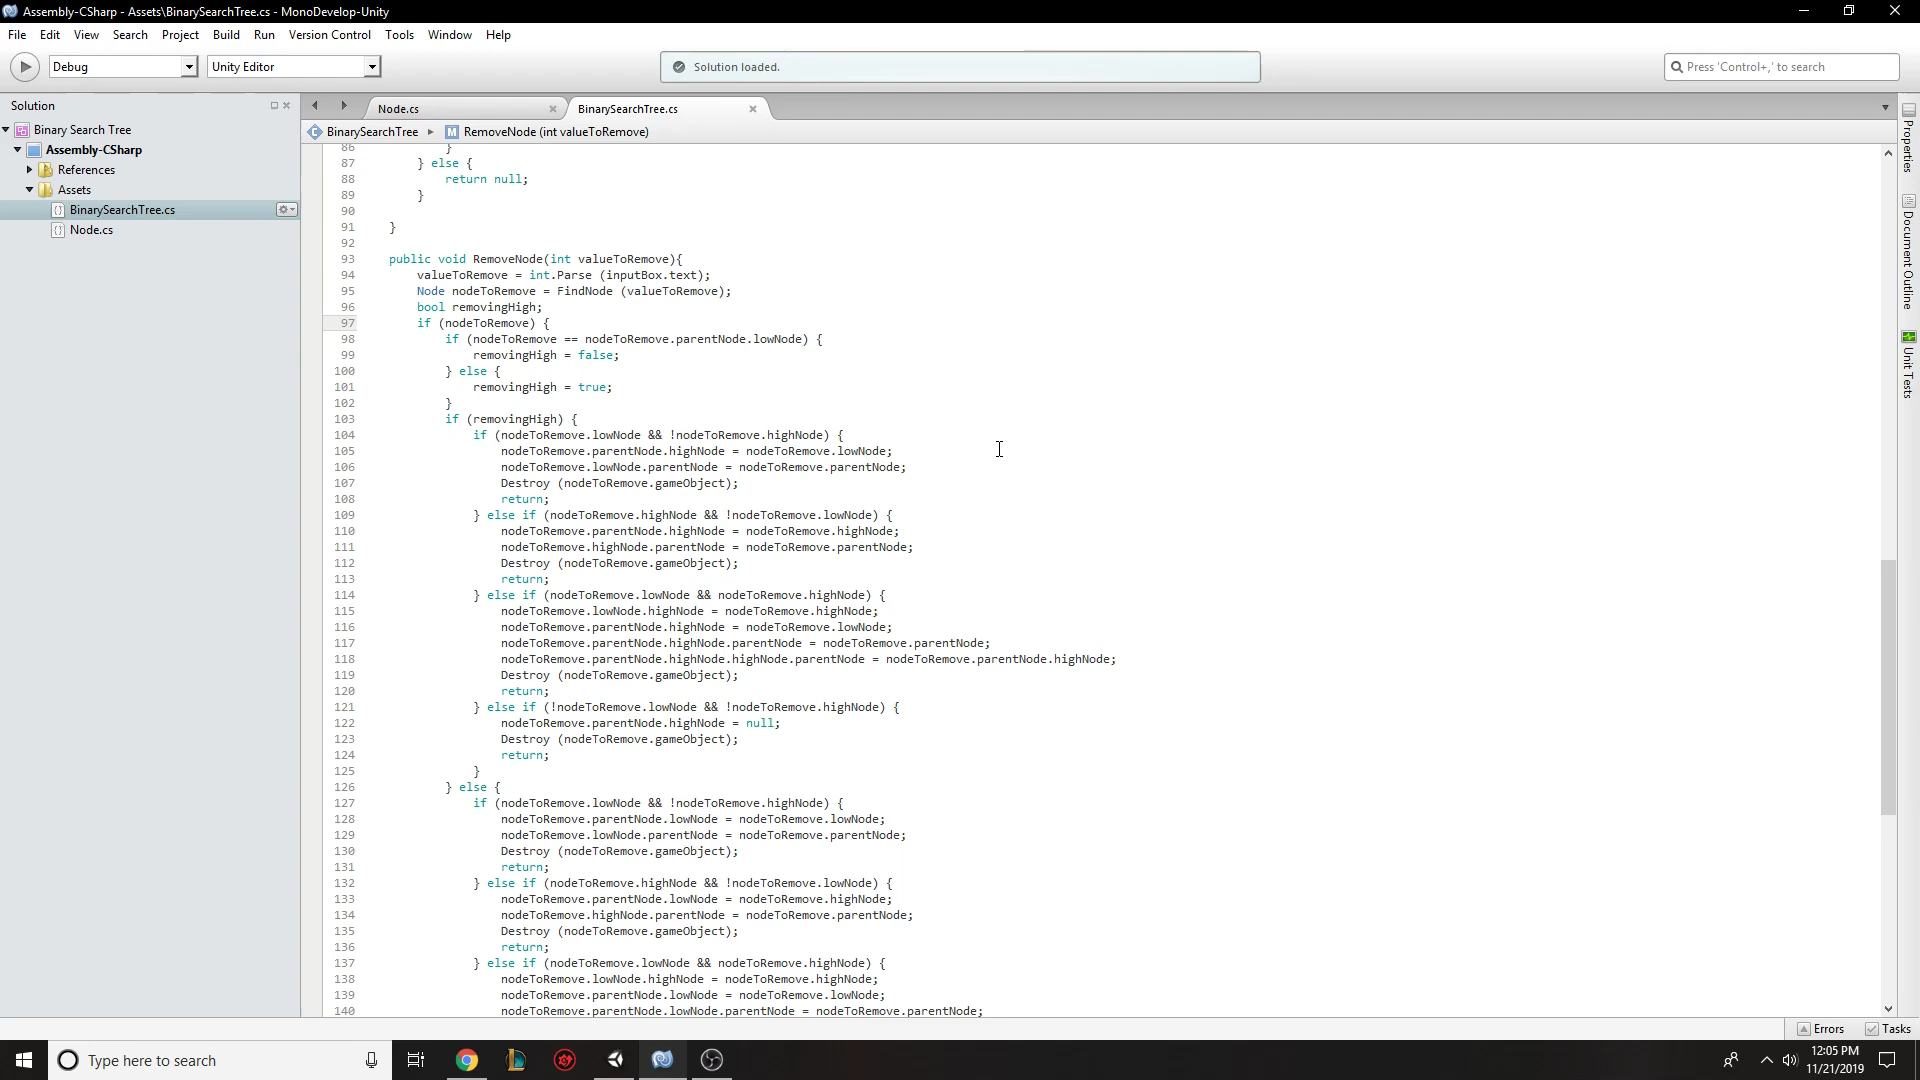 Assembly-CSharp - Assets\BinarySearchTree.cs - MonoDevelop-Unity
File Edit View Search Project Build Run Version Control Tools Window Help
Debug Unity Editor Solution loaded. Press 'Control+,' to search
Solution
Binary Search Tree
Assembly-CSharp
References
Assets
BinarySearchTree.cs
Node.cs
Node.cs BinarySearchTree.cs
BinarySearchTree RemoveNode (int valueToRemove)
86 }
87 } else {
88 return null;
89 }
90
91 }
92
93 public void RemoveNode(int valueToRemove){
94 valueToRemove = int.Parse (inputBox.text);
95 Node nodeToRemove = FindNode (valueToRemove);
96 bool removingHigh;
97 if (nodeToRemove) {
98 if (nodeToRemove == nodeToRemove.parentNode.lowNode) {
99 removingHigh = false;
100 } else {
101 removingHigh = true;
102 }
103 if (removingHigh) {
104 if (nodeToRemove.lowNode && !nodeToRemove.highNode) {
105 nodeToRemove.parentNode.highNode = nodeToRemove.lowNode;
106 nodeToRemove.lowNode.parentNode = nodeToRemove.parentNode;
107 Destroy (nodeToRemove.gameObject);
108 return;
109 } else if (nodeToRemove.highNode && !nodeToRemove.lowNode) {
110 nodeToRemove.parentNode.highNode = nodeToRemove.highNode;
111 nodeToRemove.highNode.parentNode = nodeToRemove.parentNode;
112 Destroy (nodeToRemove.gameObject);
113 return;
114 } else if (nodeToRemove.lowNode && nodeToRemove.highNode) {
115 nodeToRemove.lowNode.highNode = nodeToRemove.highNode;
116 nodeToRemove.parentNode.highNode = nodeToRemove.lowNode;
117 nodeToRemove.parentNode.highNode.parentNode = nodeToRemove.parentNode;
118 nodeToRemove.parentNode.highNode.highNode.parentNode = nodeToRemove.parentNode.highNode;
119 Destroy (nodeToRemove.gameObject);
120 return;
121 } else if (!nodeToRemove.lowNode && !nodeToRemove.highNode) {
122 nodeToRemove.parentNode.highNode = null;
123 Destroy (nodeToRemove.gameObject);
124 return;
125 }
126 } else {
127 if (nodeToRemove.lowNode && !nodeToRemove.highNode) {
128 nodeToRemove.parentNode.lowNode = nodeToRemove.lowNode;
129 nodeToRemove.lowNode.parentNode = nodeToRemove.parentNode;
130 Destroy (nodeToRemove.gameObject);
131 return;
132 } else if (nodeToRemove.highNode && !nodeToRemove.lowNode) {
133 nodeToRemove.parentNode.lowNode = nodeToRemove.highNode;
134 nodeToRemove.highNode.parentNode = nodeToRemove.parentNode;
135 Destroy (nodeToRemove.gameObject);
136 return;
137 } else if (nodeToRemove.lowNode && nodeToRemove.highNode) {
138 nodeToRemove.lowNode.highNode = nodeToRemove.highNode;
139 nodeToRemove.parentNode.lowNode = nodeToRemove.lowNode;
140 nodeToRemove.parentNode.lowNode.parentNode = nodeToRemove.parentNode;
Properties
Document Outline
Unit Tests
Errors Tasks
Type here to search
12:05 PM
11/21/2019